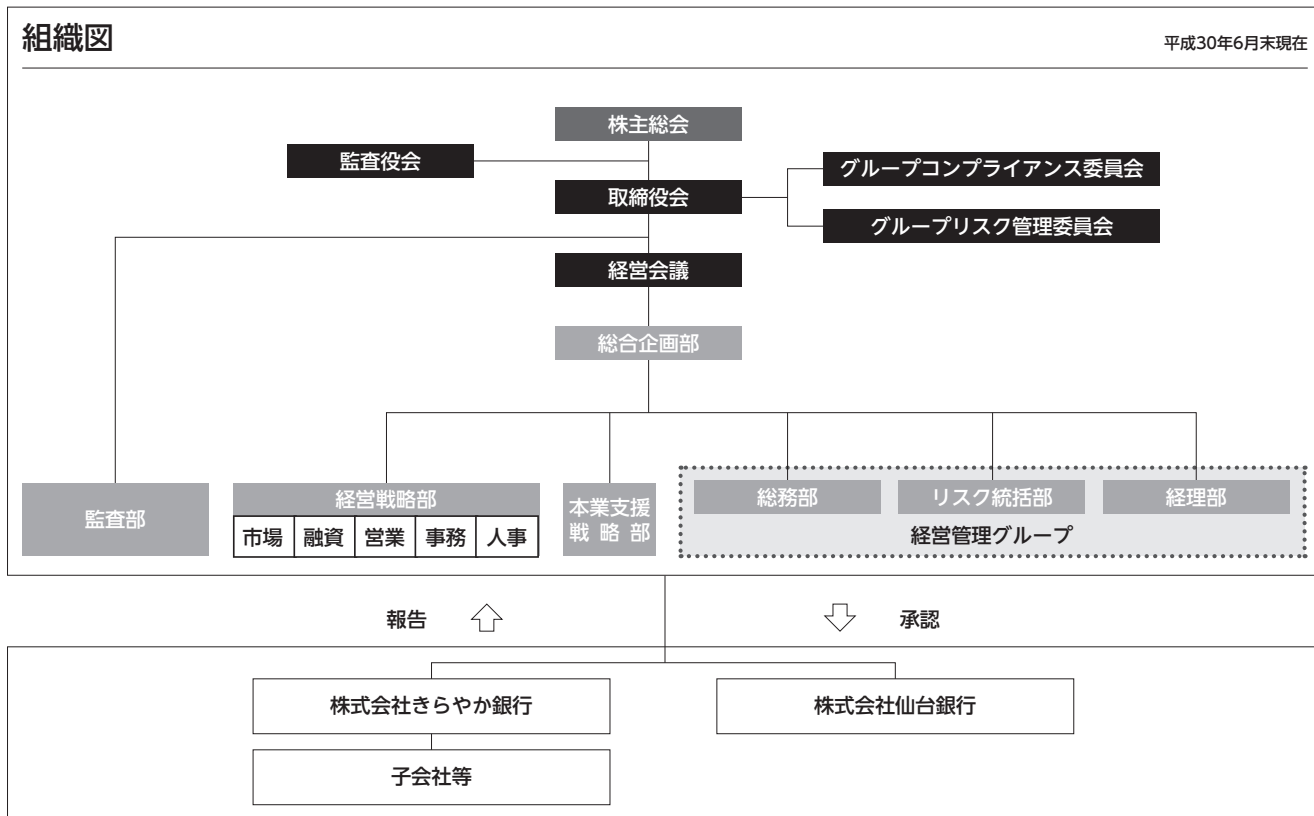 組織図
平成30年6月末現在
株主総会
監査役会
グループコンプライアンス委員会
取締役会
グループリスク管理委員会
経営会議
総合企画部
監査部
経営戦略部
市場
融資
営業
事務
人事
本業支援
戦略部
総務部
リスク統括部
経理部
経営管理グループ
報告
承認
株式会社きらやか銀行
株式会社仙台銀行
子会社等